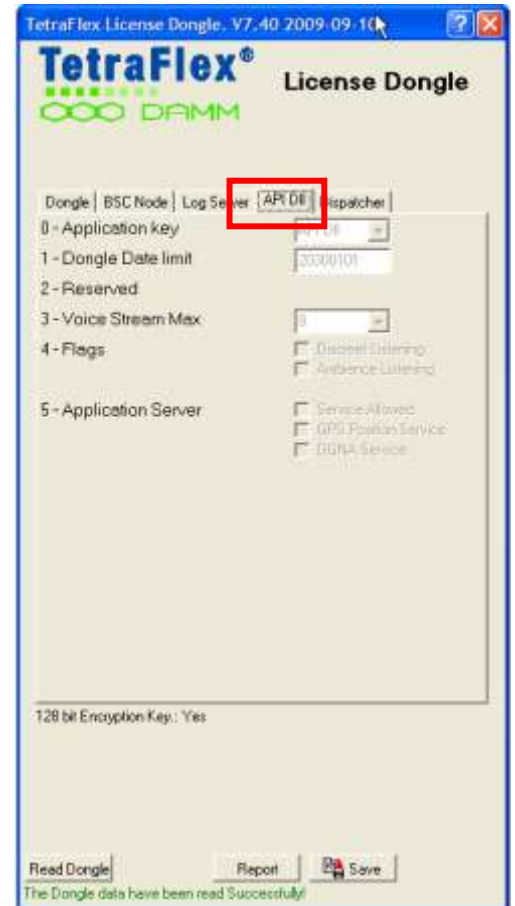 TetraFlex License Dongle, V7,40 2009-09-10
TetraFlex®
DAMM
License Dongle
Dongle BSC Node Log Server API Dll Dispatcher
0 - Application key API Dll
1 - Dongle Date limit 20300101
2 - Reserved
3 - Voice Stream Max
4 - Flags Discreet Listening
Ambience Listening
5 - Application Server Service Allowed
GPS Position Service
DGNA Service
128 bit Encryption Key.: Yes
Read Dongle Report Save
The Dongle data have been read Successfully!